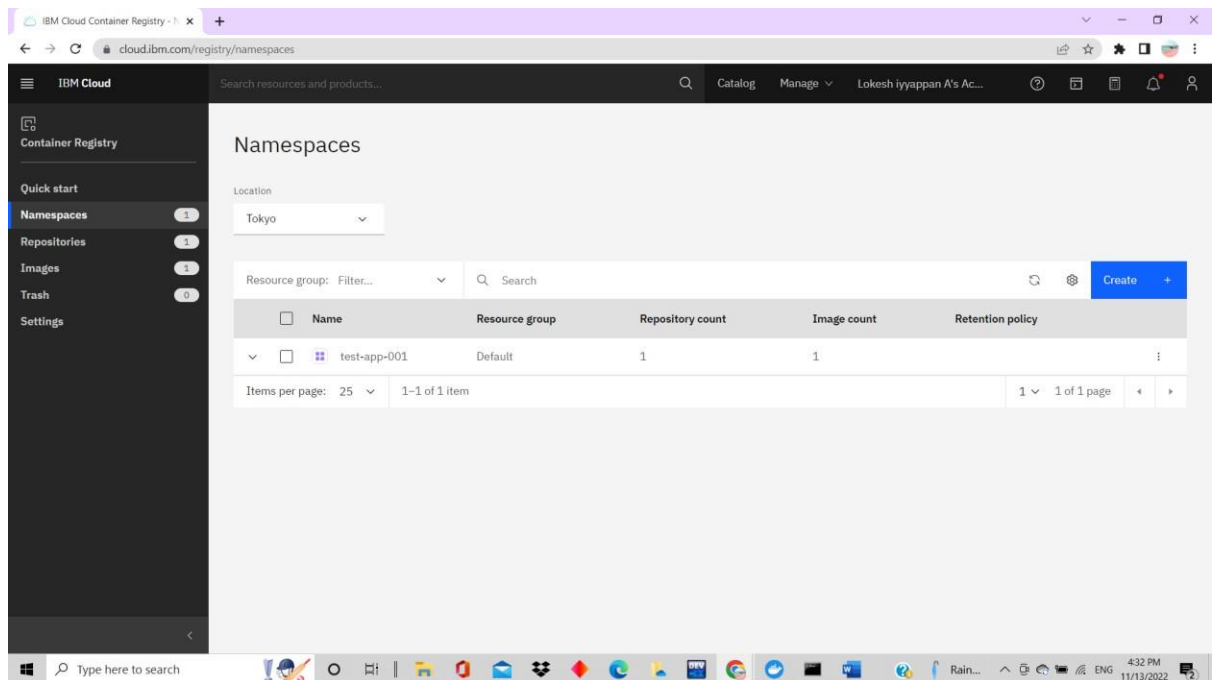 IBM Cloud Container Registry - N
cloud.ibm.com/registry/namespaces
IBM Cloud
Search resources and products...
Catalog
Manage
Lokesh iyyappan A's Ac...
Container Registry
Quick start
Namespaces 1
Repositories 1
Images 1
Trash 0
Settings
Namespaces
Location
Tokyo
Resource group: Filter...
Search
Create +
Name Resource group Repository count Image count Retention policy
test-app-001 Default 1 1
Items per page: 25 1–1 of 1 item
1 1 of 1 page
Type here to search
DEV
W
Rain...
ENG
4:32 PM
11/13/2022
2